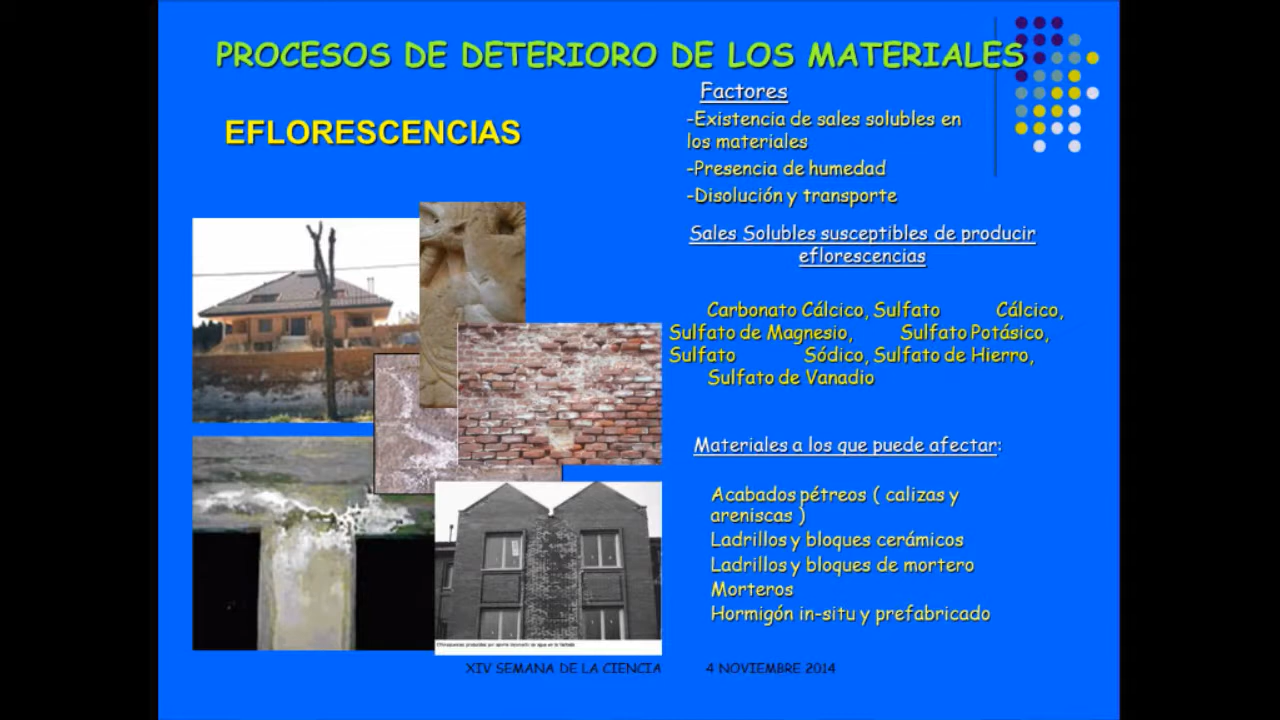 PROCESOS DE DETERIORO DE LOS MATERIALES
EFLORESCENCIAS
Factores
-Existencia de sales solubles en
los materiales
-Presencia de humedad
-Disolución y transporte
Sales Solubles susceptibles de producir
eflorescencias
Carbonato Cálcico, Sulfato Cálcico,
Sulfato de Magnesio, Sulfato Potásico,
Sulfato Sódico, Sulfato de Hierro,
Sulfato de Vanadio
Materiales a los que puede afectar:
Acabados pétreos ( calizas y
areniscas )
Ladrillos y bloques cerámicos
Ladrillos y bloques de mortero
Morteros
Hormigón in-situ y prefabricado
XIV SEMANA DE LA CIENCIA 4 NOVIEMBRE 2014